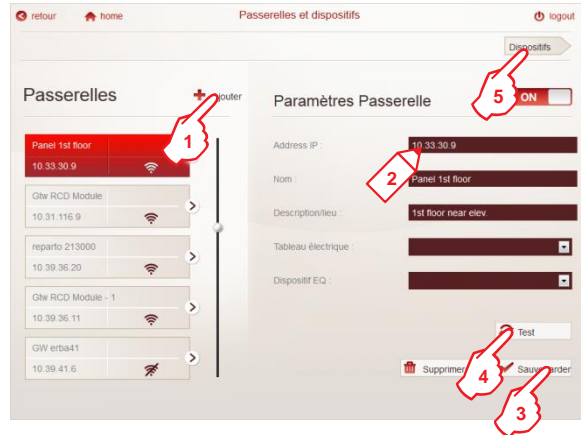 retour
home
Passerelles et dispositifs
logout
Dispositifs
Passerelles
Paramètres Passerelle
5
ON
1
Panel 1st floor
10.33.30.9
Gtw RCD Module
10.31.116.9
reparto 213000
10.39.36.20
Gtw RCD Module - 1
10.39.36.11
GW erba41
10.39.41.6
Address IP :
10.33.30.9
2
Nom :
Panel 1st floor
Description/lieu :
1st floor near elev.
Tableau électrique :
Dispositif EQ :
Test
Supprimer
4
3